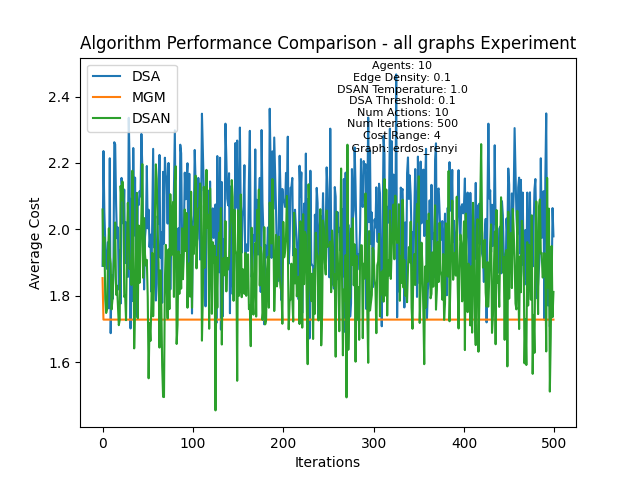 Algorithm Performance Comparison - all graphs Experiment
DSA
MGM
DSAN
Agents: 10
Edge Density: 0.1
DSAN Temperature: 1.0
DSA Threshold: 0.1
Num Actions: 10
Num Iterations: 500
Cost Range: 4
Graph: erdos_renyi
Average Cost
2.4
2.2
2.0
1.8
1.6
0
100
200
300
400
500
Iterations